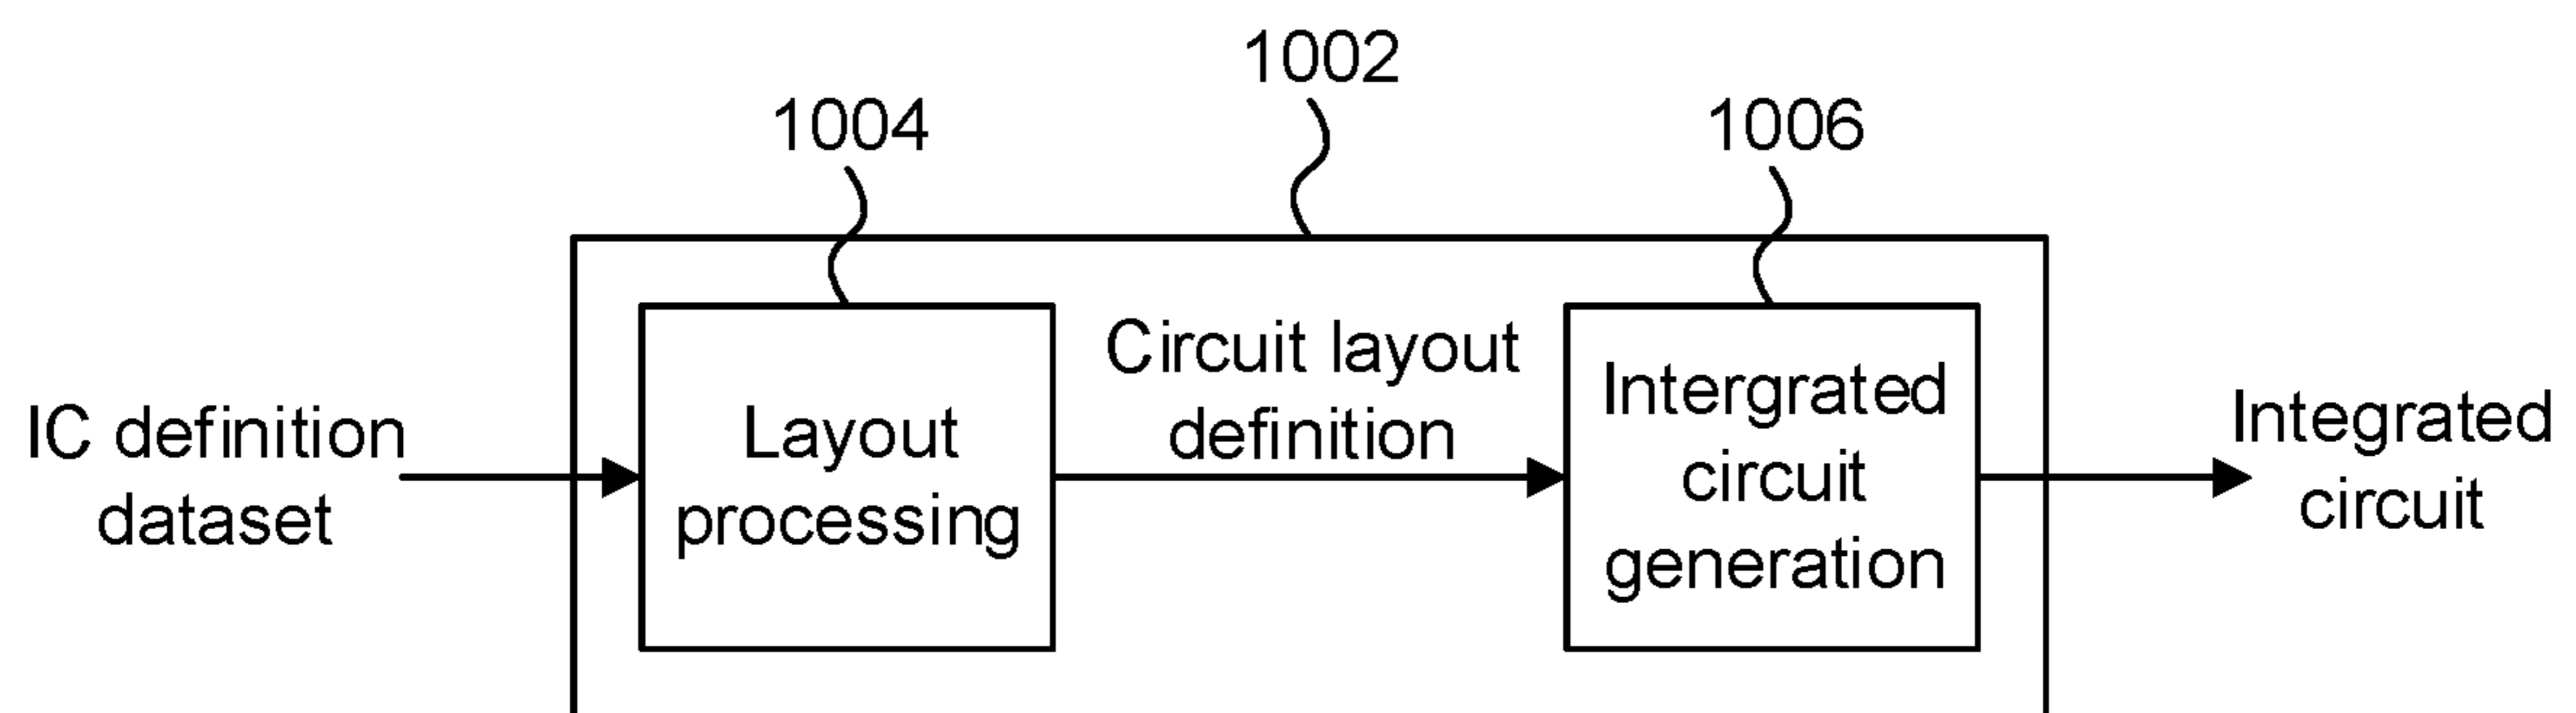 1002
1004
1006
IC definition
dataset
Layout
processing
Circuit layout
definition
Intergrated
circuit
generation
Integrated
circuit